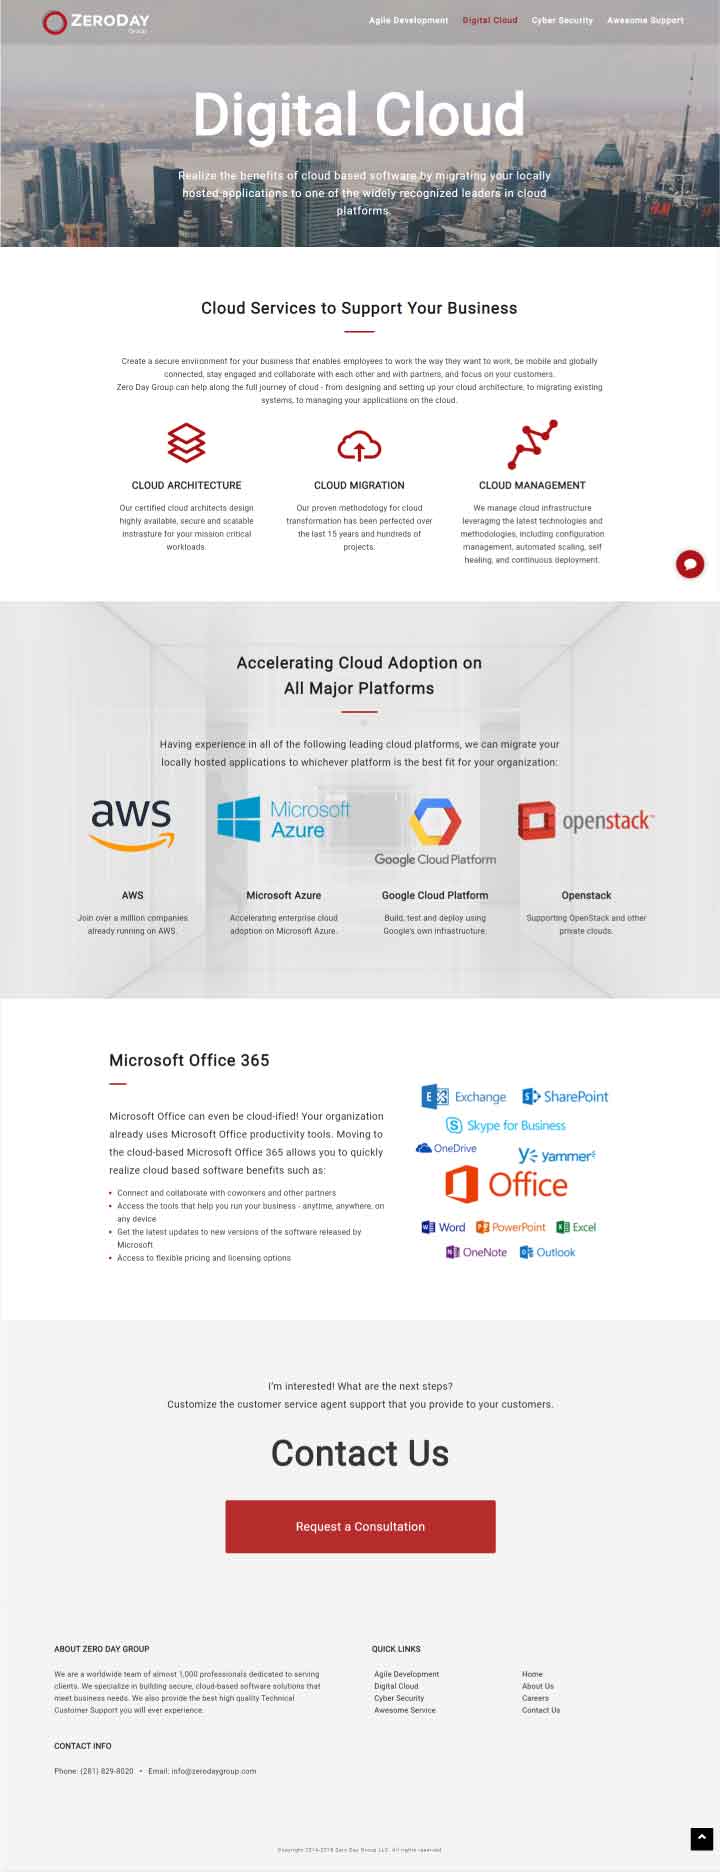 ZERODAY
Group
Agile Development Digital Cloud Cyber Security Awesome Support
Digital Cloud
Realize the benefits of cloud based software by migrating your locally
hosted applications to one of the widely recognized leaders in cloud
platforms.
H&M
Cloud Services to Support Your Business
Create a secure environment for your business that enables employees to work the way they want to work, be mobile and globally
connected, stay engaged and collaborate with each other and with partners, and focus on your customers.
Zero Day Group can help along the full journey of cloud - from designing and setting up your cloud architecture, to migrating existing
systems, to managing your applications on the cloud.
CLOUD ARCHITECTURE
Our certified cloud architects design
highly available, secure and scalable
instrasture for your mission critical
workloads.
CLOUD MIGRATION
Our proven methodology for cloud
transformation has been perfected over
the last 15 years and hundreds of
projects.
CLOUD MANAGEMENT
We manage cloud infrastructure
leveraging the latest technologies and
methodologies, including configuration
management, automated scaling, self
healing, and continuous deployment.
Accelerating Cloud Adoption on
All Major Platforms
Having experience in all of the following leading cloud platforms, we can migrate your
locally hosted applications to whichever platform is the best fit for your organization:
aws
Microsoft
Azure
Google Cloud Platform
openstack™
AWS
Join over a million companies
already running on AWS.
Microsoft Azure
Accelerating enterprise cloud
adoption on Microsoft Azure.
Google Cloud Platform
Build, test and deploy using
Google's own infrastructure.
Openstack
Supporting OpenStack and other
private clouds.
Microsoft Office 365
Microsoft Office can even be cloud-ified! Your organization
already uses Microsoft Office productivity tools. Moving to
the cloud-based Microsoft Office 365 allows you to quickly
realize cloud based software benefits such as:
• Connect and collaborate with coworkers and other partners
• Access the tools that help you run your business - anytime, anywhere, on
any device
• Get the latest updates to new versions of the software released by
Microsoft
• Access to flexible pricing and licensing options
Exchange SharePoint
Skype for Business
OneDrive yammer
Office
Word PowerPoint Excel
OneNote Outlook
I'm interested! What are the next steps?
Customize the customer service agent support that you provide to your customers.
Contact Us
Request a Consultation
ABOUT ZERO DAY GROUP
We are a worldwide team of almost 1,000 professionals dedicated to serving
clients. We specialize in building secure, cloud-based software solutions that
meet business needs. We also provide the best high quality Technical
Customer Support you will ever experience.
CONTACT INFO
Phone: (281) 829-8020 • Email: info@zerodaygroup.com
QUICK LINKS
Agile Development
Digital Cloud
Cyber Security
Awesome Service
Home
About Us
Careers
Contact Us
Copyright 2014-2018 Zero Day Group LLC. All rights reserved